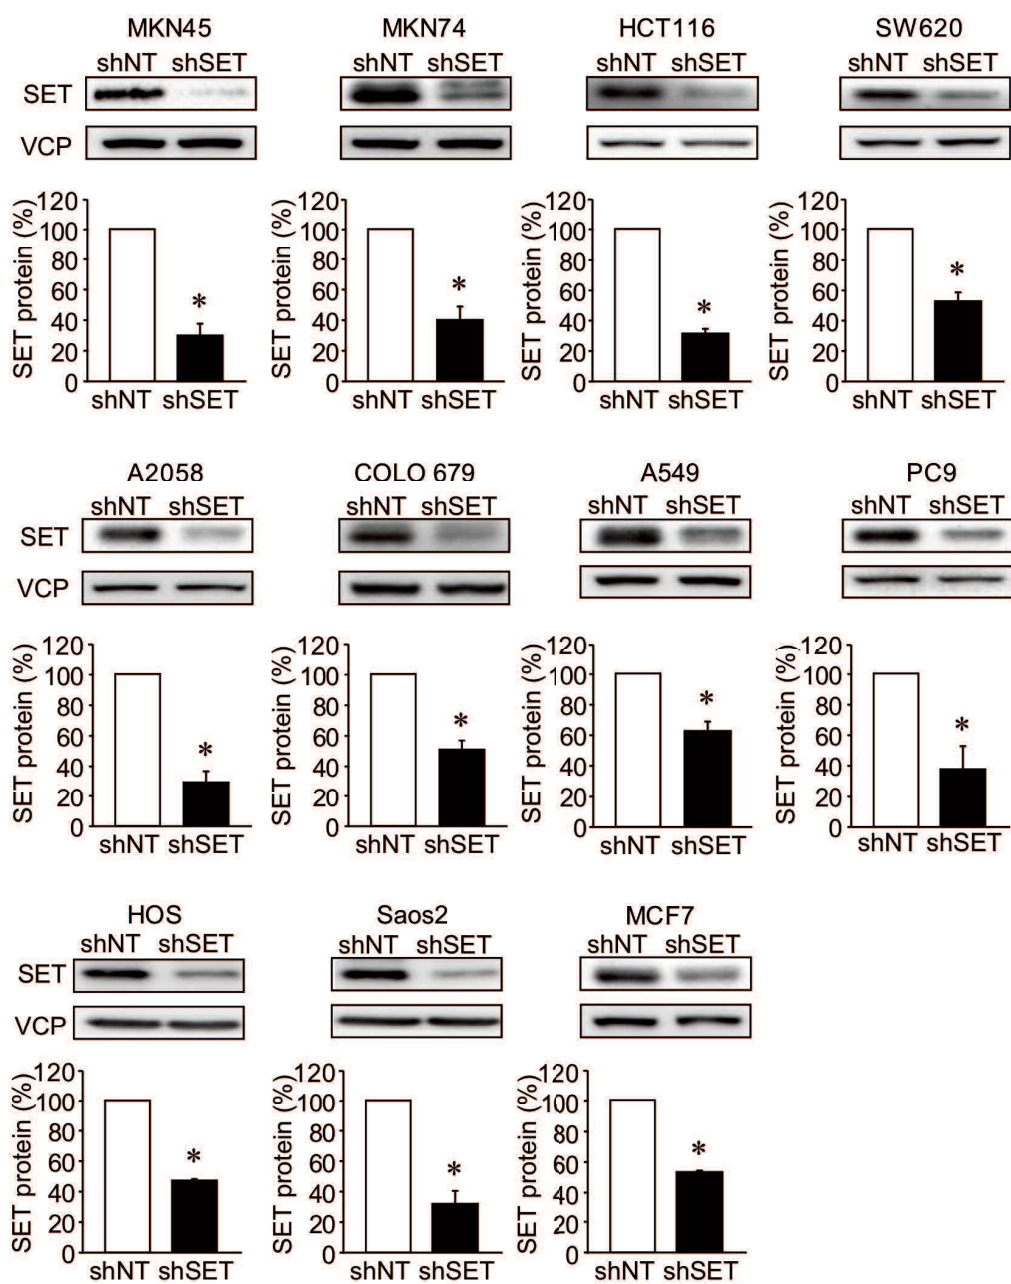 MKN45 MKN74 HCT116 SW620
shNT shSET shNT shSET shNT shSET shNT shSET
SET
VCP
SET protein (%) SET protein (%) SET protein (%) SET protein (%)
120 120 120 120
100 100 100 100
80 80 80 80
60 60 60 60
40 40 40 40
20 20 20 20
0 0 0 0
* * * *
shNT shSET shNT shSET shNT shSET shNT shSET
A2058 COLO 679 A549 PC9
shNT shSET shNT shSET shNT shSET shNT shSET
SET
VCP
SET protein (%) SET protein (%) SET protein (%) SET protein (%)
120 120 120 120
100 100 100 100
80 80 80 80
60 60 60 60
40 40 40 40
20 20 20 20
0 0 0 0
* * * *
shNT shSET shNT shSET shNT shSET shNT shSET
HOS Saos2 MCF7
shNT shSET shNT shSET shNT shSET
SET
VCP
SET protein (%) SET protein (%) SET protein (%)
120 120 120
100 100 100
80 80 80
60 60 60
40 40 40
20 20 20
0 0 0
* * *
shNT shSET shNT shSET shNT shSET